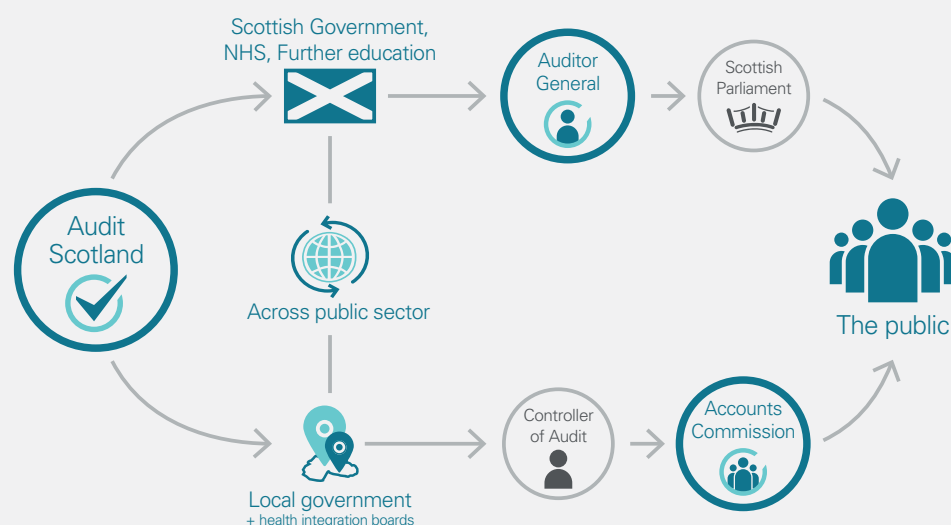 Scottish Government,
NHS, Further education
Auditor
General
Scottish
Parliament
Audit
Scotland
Across public sector
The public
Controller
of Audit
Accounts
Commission
Local government
+ health integration boards